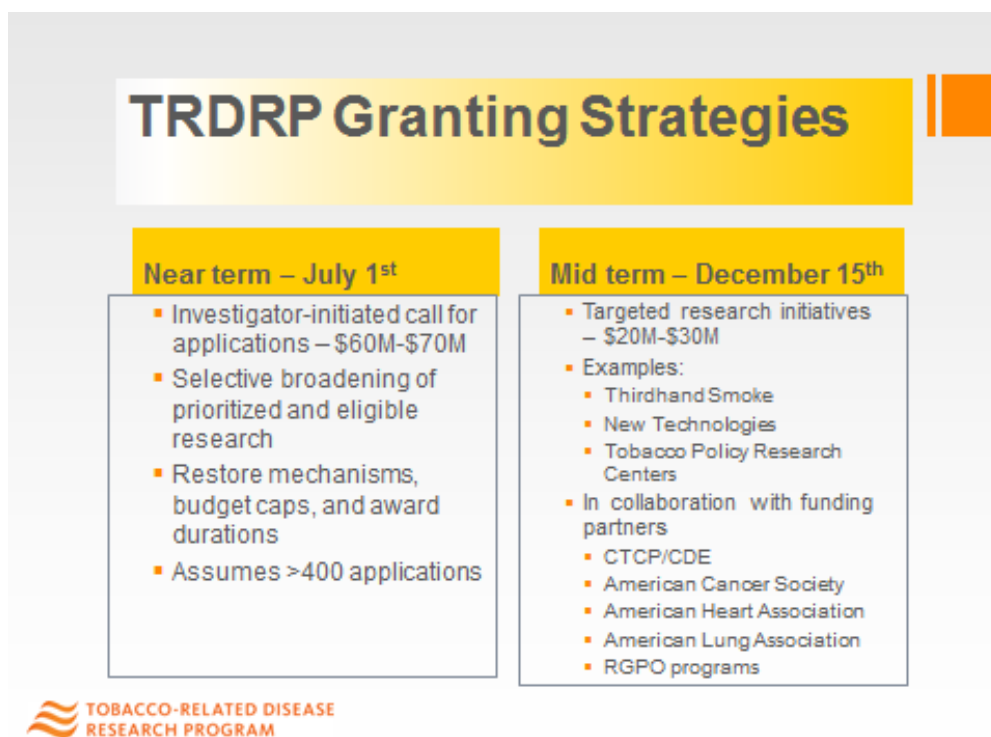 TRDRP Granting Strategies
Near term – July 1st
Investigator-initiated call for
applications – $60M-$70M
Selective broadening of
prioritized and eligible
research
Restore mechanisms,
budget caps, and award
durations
Assumes >400 applications
Mid term – December 15th
Targeted research initiatives
– $20M-$30M
Examples:
Thirdhand Smoke
New Technologies
Tobacco Policy Research
Centers
In collaboration with funding
partners
CTCP/CDE
American Cancer Society
American Heart Association
American Lung Association
RGPO programs
TOBACCO-RELATED DISEASE
RESEARCH PROGRAM